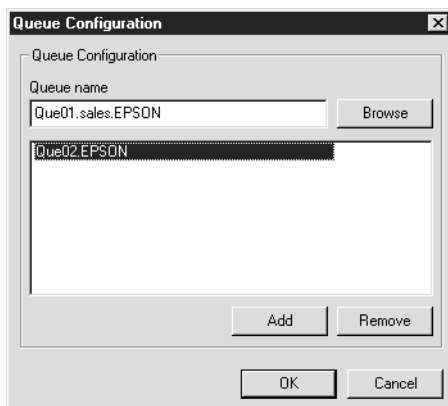 Queue Configuration
Queue Configuration
Queue name
Que01.sales.EPSON
Browse
Que02.EPSON
Add
Remove
OK
Cancel